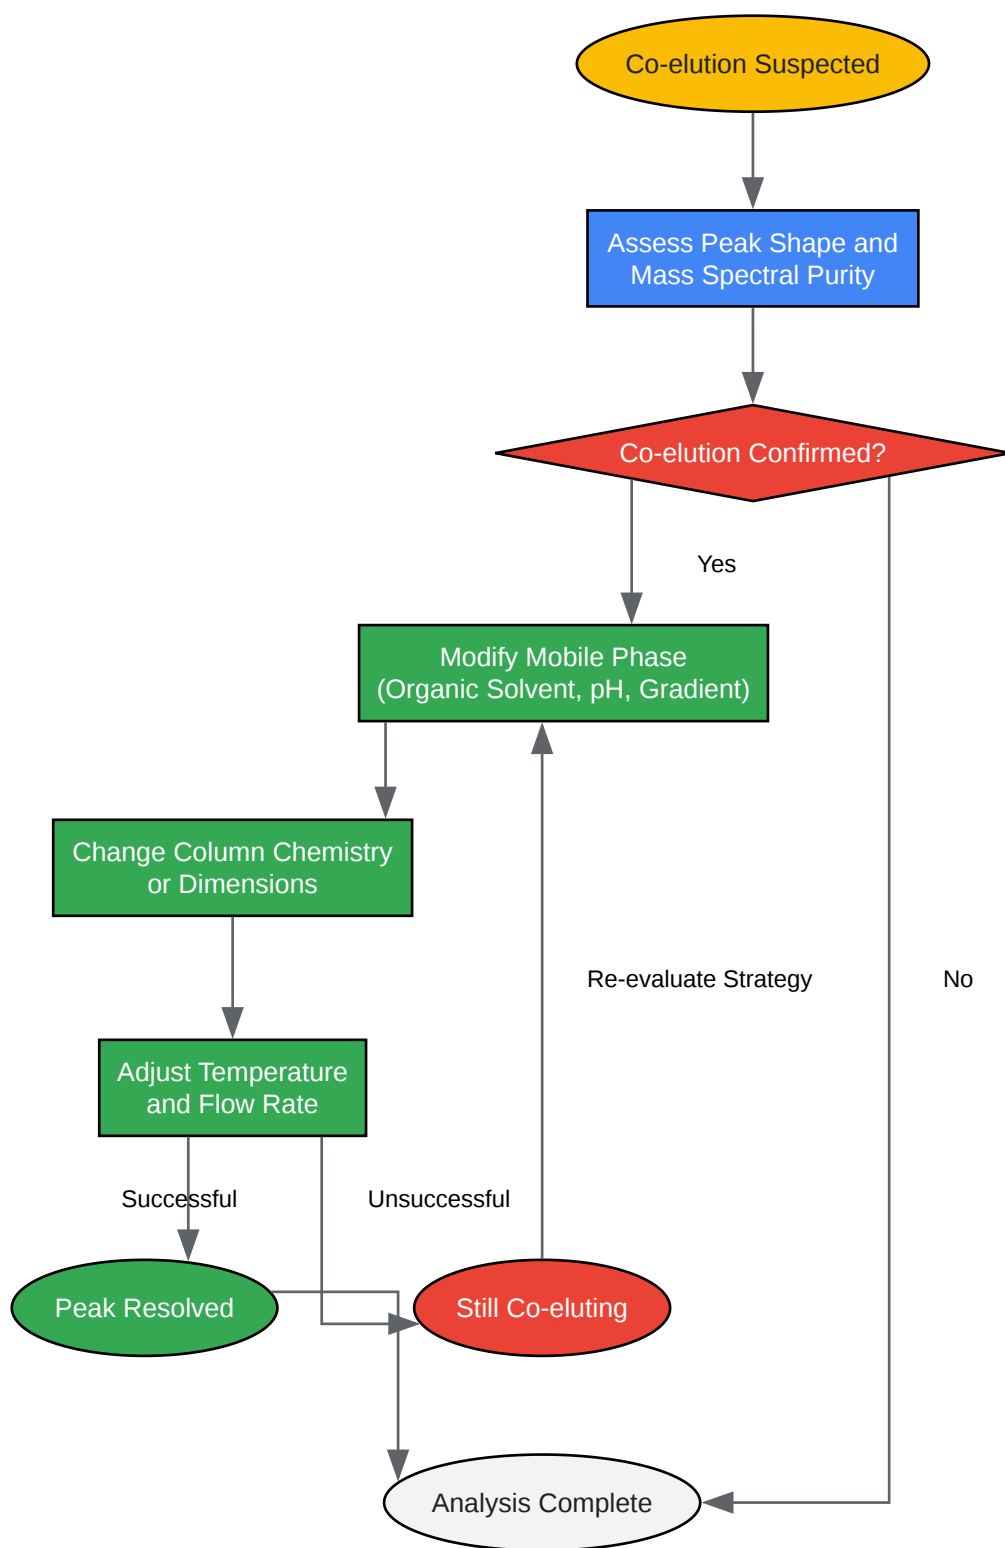 Co-elution Suspected
Assess Peak Shape and
Mass Spectral Purity
Co-elution Confirmed?
Yes
Modify Mobile Phase
(Organic Solvent, pH, Gradient)
Change Column Chemistry
or Dimensions
Re-evaluate Strategy
No
Adjust Temperature
and Flow Rate
Successful
Unsuccessful
Peak Resolved
Still Co-eluting
Analysis Complete